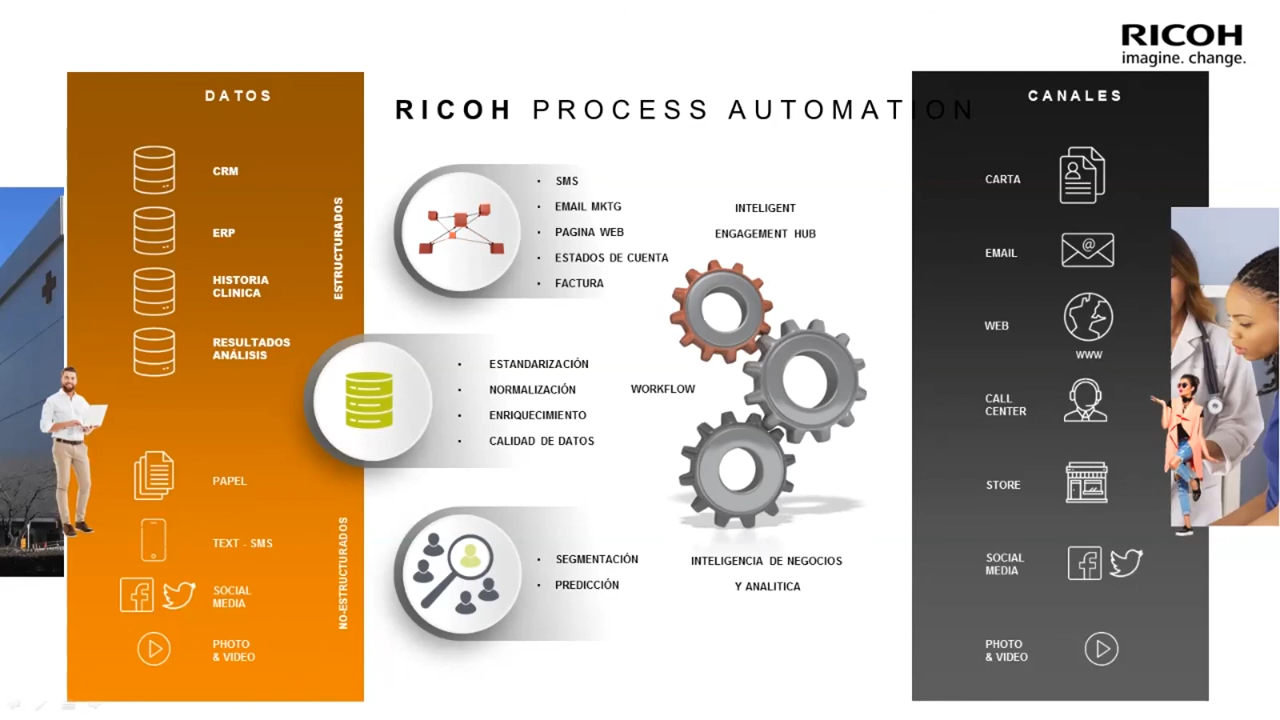 RICOH
imagine. change.
RICOH PROCESS AUTOMATION
DATOS
CRM
ERP
HISTORIA
CLINICA
RESULTADOS
ANÁLISIS
ESTRUCTURADOS
PAPEL
TEXT - SMS
SOCIAL
MEDIA
PHOTO
& VIDEO
NO-ESTRUCTURADOS
• SMS
• EMAIL MKTG
• PAGINA WEB
• ESTADOS DE CUENTA
• FACTURA
INTELIGENT
ENGAGEMENT HUB
• ESTANDARIZACIÓN
• NORMALIZACIÓN
• ENRIQUECIMIENTO
• CALIDAD DE DATOS
WORKFLOW
• SEGMENTACIÓN
• PREDICCIÓN
INTELIGENCIA DE NEGOCIOS
Y ANALITICA
CANALES
CARTA
EMAIL
@
WEB
WWW
CALL
CENTER
STORE
SOCIAL
MEDIA
PHOTO
& VIDEO